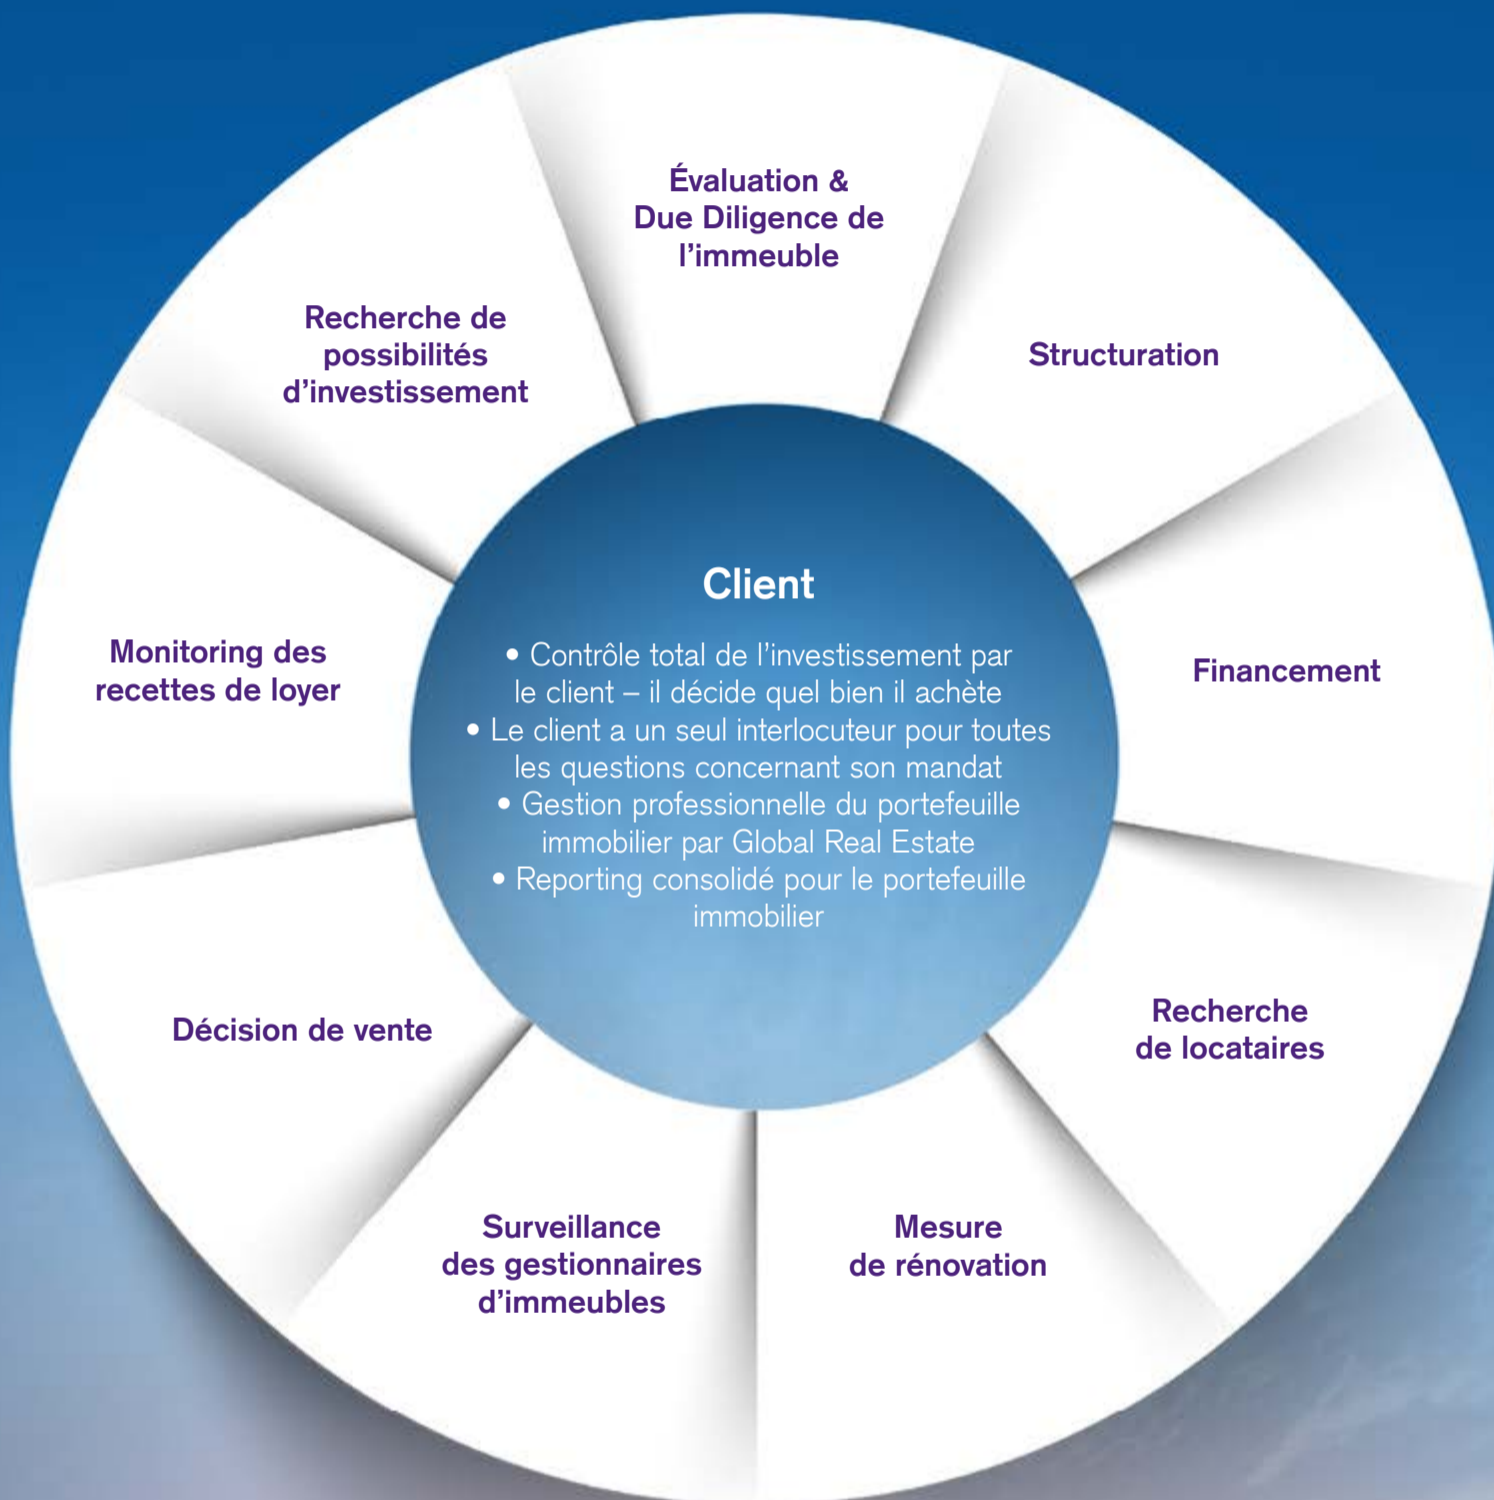 Évaluation &
Due Diligence de
l’immeuble
Structuration
Financement
Recherche
de locataires
Mesure
de rénovation
Surveillance
des gestionnaires
d’immeubles
Décision de vente
Monitoring des
recettes de loyer
Recherche de
possibilités
d’investissement
Client
• Contrôle total de l’investissement par
le client – il décide quel bien il achète
• Le client a un seul interlocuteur pour toutes
les questions concernant son mandat
• Gestion professionnelle du portefeuille
immobilier par Global Real Estate
• Reporting consolidé pour le portefeuille
immobilier